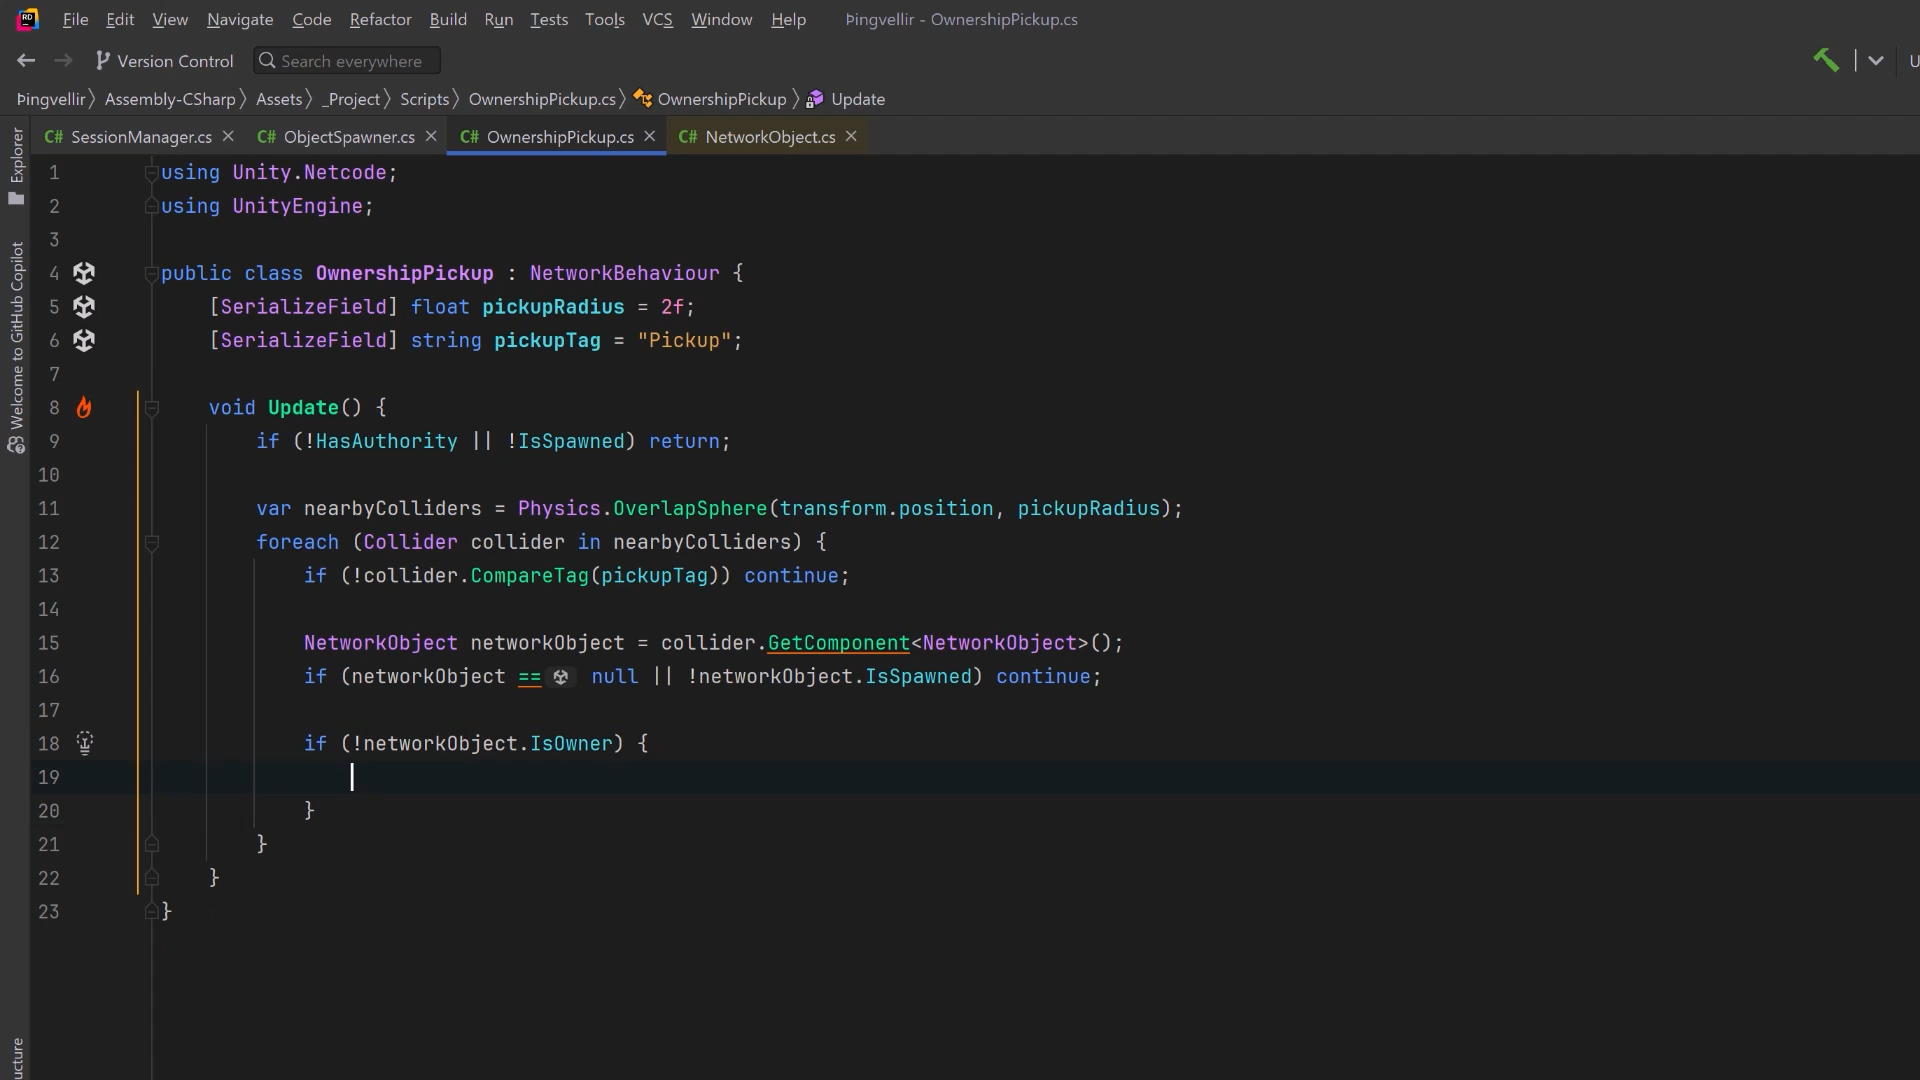 RD File Edit View Navigate Code Refactor Build Run Tests Tools VCS Window Help Þingvellir - OwnershipPickup.cs
Version Control Search everywhere U
Þingvellir Assembly-CSharp Assets _Project Scripts OwnershipPickup.cs OwnershipPickup Update
C# SessionManager.cs C# ObjectSpawner.cs C# OwnershipPickup.cs C# NetworkObject.cs
Explorer
Welcome to GitHub Copilot
ucture
1 using Unity.Netcode;
2 using UnityEngine;
3
4 public class OwnershipPickup : NetworkBehaviour {
5 [SerializeField] float pickupRadius = 2f;
6 [SerializeField] string pickupTag = "Pickup";
7
8 void Update() {
9 if (!HasAuthority || !IsSpawned) return;
10
11 var nearbyColliders = Physics.OverlapSphere(transform.position, pickupRadius);
12 foreach (Collider collider in nearbyColliders) {
13 if (!collider.CompareTag(pickupTag)) continue;
14
15 NetworkObject networkObject = collider.GetComponent<NetworkObject>();
16 if (networkObject == null || !networkObject.IsSpawned) continue;
17
18 if (!networkObject.IsOwner) {
19
20 }
21 }
22 }
23 }